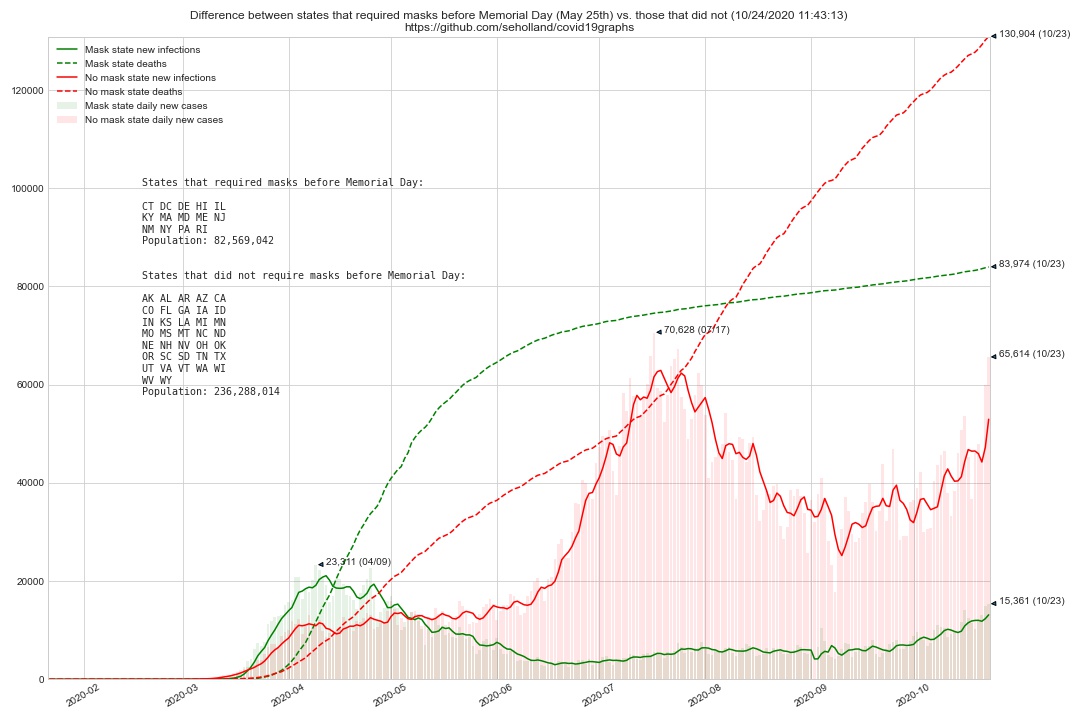 Difference between states that required masks before Memorial Day (May 25th) vs. those that did not (10/24/2020 11:43:13)
https://github.com/seholland/covid19graphs
Mask state new infections
Mask state deaths
No mask state new infections
No mask state deaths
Mask state daily new cases
No mask state daily new cases
States that required masks before Memorial Day:
CT DC DE HI IL
KY MA MD ME NJ
NM NY PA RI
Population: 82,569,042
States that did not require masks before Memorial Day:
AK AL AR AZ CA
CO FL GA IA ID
IN KS LA MI MN
MO MS MT NC ND
NE NH NV OH OK
OR SC SD TN TX
UT VA VT WA WI
WV WY
Population: 236,288,014
130,904 (10/23)
83,974 (10/23)
70,628 (07/17)
65,614 (10/23)
23,311 (04/09)
15,361 (10/23)
120000
100000
80000
60000
40000
20000
0
2020-02
2020-03
2020-04
2020-05
2020-06
2020-07
2020-08
2020-09
2020-10